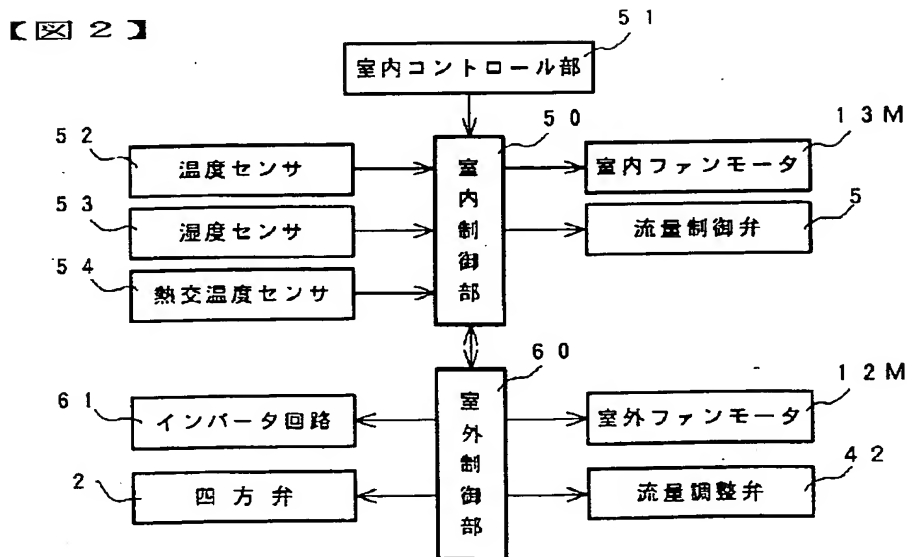 【図2】
51
室内コントロール部
52
温度センサ
53
湿度センサ
54
熱交温度センサ
50
室内制御部
13M
室内ファンモータ
5
流量制御弁
60
室外制御部
61
インバータ回路
2
四方弁
12M
室外ファンモータ
42
流量調整弁